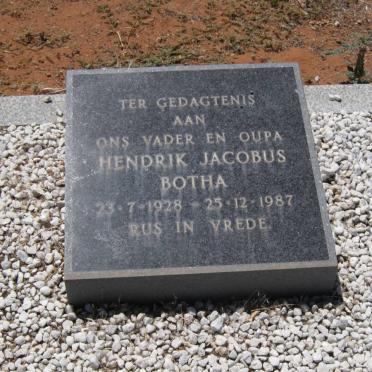 TER GEDAGTENIS
AAN
ONS VADER EN OUPA
HENDRIK JACOBUS
BOTHA
23·7·1928 - 25·12·1987
RUS IN VREDE.